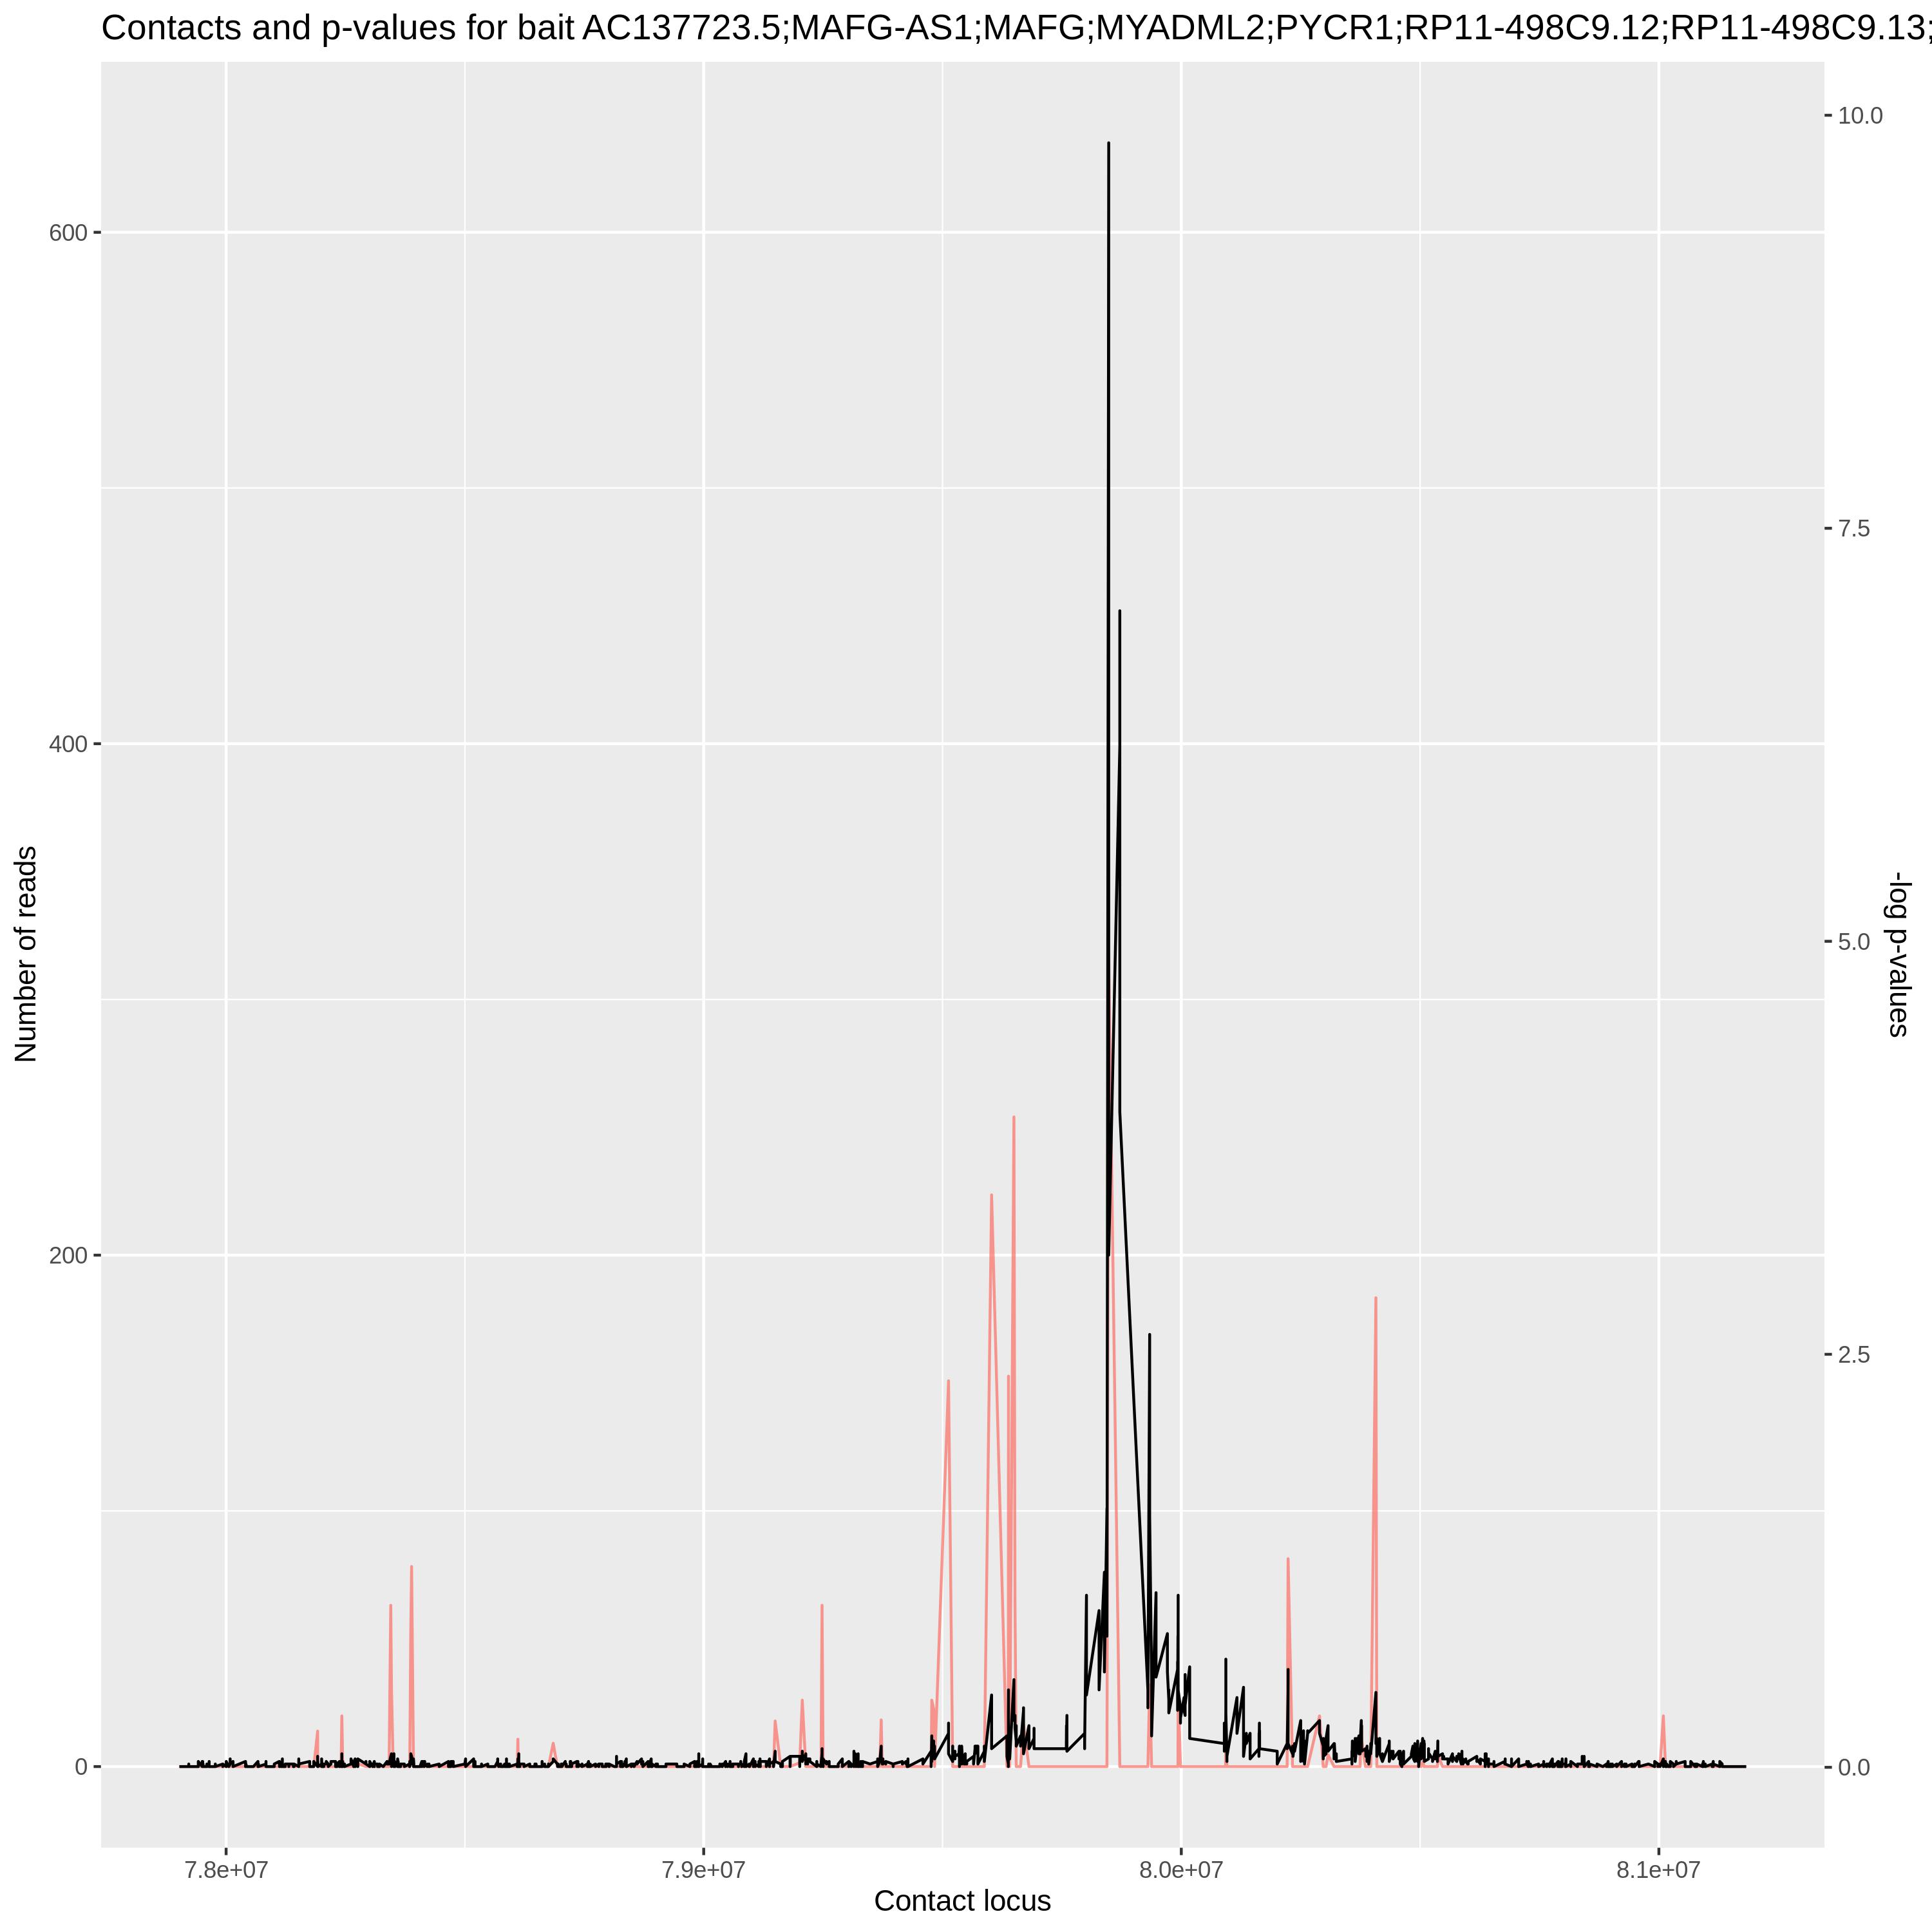 Contacts and p-values for bait AC137723.5;MAFG-AS1;MAFG;MYADML2;PYCR1;RP11-498C9.12;RP11-498C9.13;
10.0
600
7.5
400
5.0
Number of reads
-log p-values
200
2.5
0
0.0
7.8e+07 7.9e+07 8.0e+07 8.1e+07
Contact locus